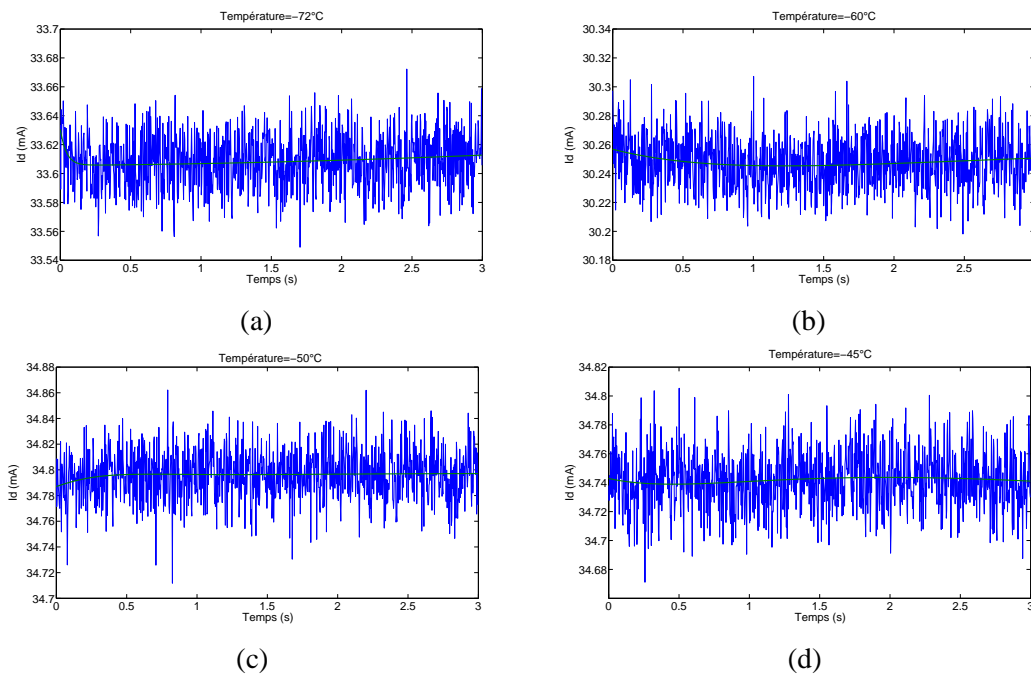 Température=−72°C
33.7
33.68
33.66
33.64
33.62
33.6
33.58
33.56
33.54
Id (mA)
0 0.5 1 1.5 2 2.5 3
Temps (s)
(a)
Température=−60°C
30.34
30.32
30.3
30.28
30.26
30.24
30.22
30.2
30.18
Id (mA)
0 0.5 1 1.5 2 2.5 3
Temps (s)
(b)
Température=−50°C
34.88
34.86
34.84
34.82
34.8
34.78
34.76
34.74
34.72
34.7
Id (mA)
0 0.5 1 1.5 2 2.5 3
Temps (s)
(c)
Température=−45°C
34.82
34.8
34.78
34.76
34.74
34.72
34.7
34.68
Id (mA)
0 0.5 1 1.5 2 2.5 3
Temps (s)
(d)